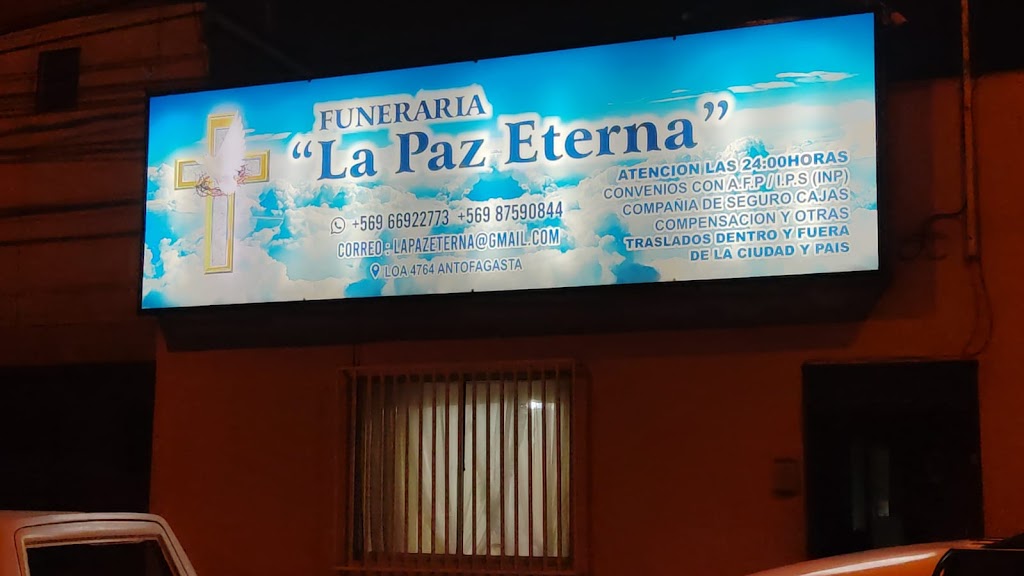 FUNERARIA
“La Paz Eterna”
+569 66922773 +569 87590844
CORREO : LAPAZETERNA@GMAIL.COM
LOA 4764 ANTOFAGASTA
ATENCION LAS 24:00HORAS
CONVENIOS CON A.F.P / I.P.S (INP)
COMPAÑIA DE SEGURO CAJAS
COMPENSACION Y OTRAS
TRASLADOS DENTRO Y FUERA
DE LA CIUDAD Y PAIS